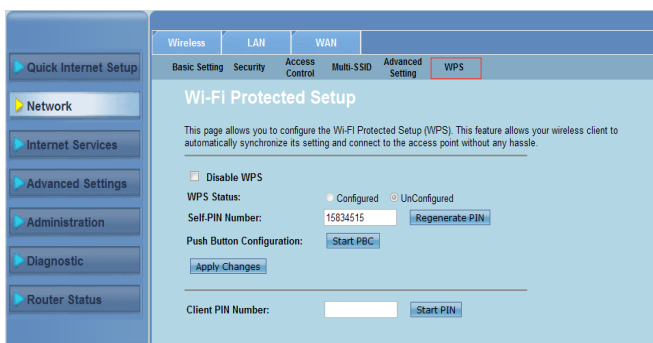 Wireless LAN WAN
Basic Setting Security Access Control Multi-SSID Advanced Setting WPS
Quick Internet Setup
Network
Internet Services
Advanced Settings
Administration
Diagnostic
Router Status
Wi-Fi Protected Setup
This page allows you to configure the Wi-FI Protected Setup (WPS). This feature allows your wireless client to
automatically synchronize its setting and connect to the access point without any hassle.
Disable WPS
WPS Status: Configured UnConfigured
Self-PIN Number: 15834515 Regenerate PIN
Push Button Configuration: Start PBC
Apply Changes
Client PIN Number: Start PIN